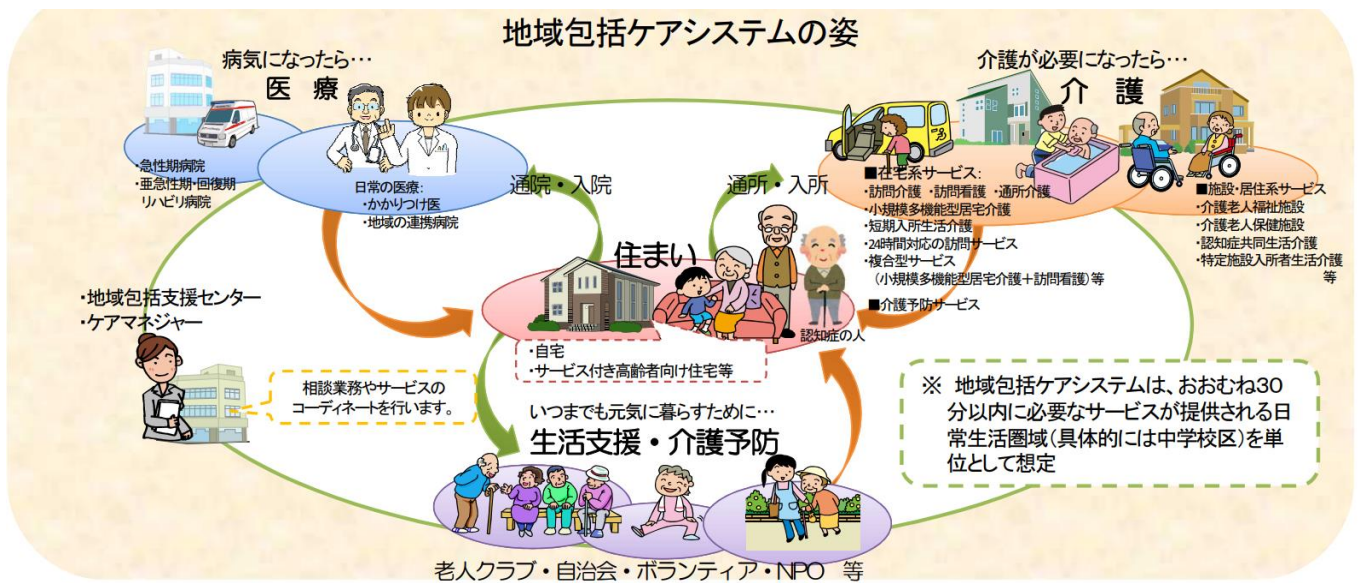 地域包括ケアシステムの姿
病気になったら…
医 療
・急性期病院
・亜急性期・回復期
リハビリ病院
日常の医療:
・かかりつけ医
・地域の連携病院
介護が必要になったら…
介 護
■在宅系サービス:
・訪問介護 ・訪問看護 ・通所介護
・小規模多機能型居宅介護
・短期入所生活介護
・24時間対応の訪問サービス
・複合型サービス
(小規模多機能型居宅介護+訪問看護)等
■介護予防サービス
■施設・居住系サービス
・介護老人福祉施設
・介護老人保健施設
・認知症共同生活介護
・特定施設入所者生活介護
等
通院・入院
通所・入所
住まい
・自宅
・サービス付き高齢者向け住宅等
認知症の人
・地域包括支援センター
・ケアマネジャー
相談業務やサービスの
コーディネートを行います。
いつまでも元気に暮らすために…
生活支援・介護予防
老人クラブ・自治会・ボランティア・NPO 等
※ 地域包括ケアシステムは、おおむね30
分以内に必要なサービスが提供される日
常生活圏域(具体的には中学校区)を単
位として想定